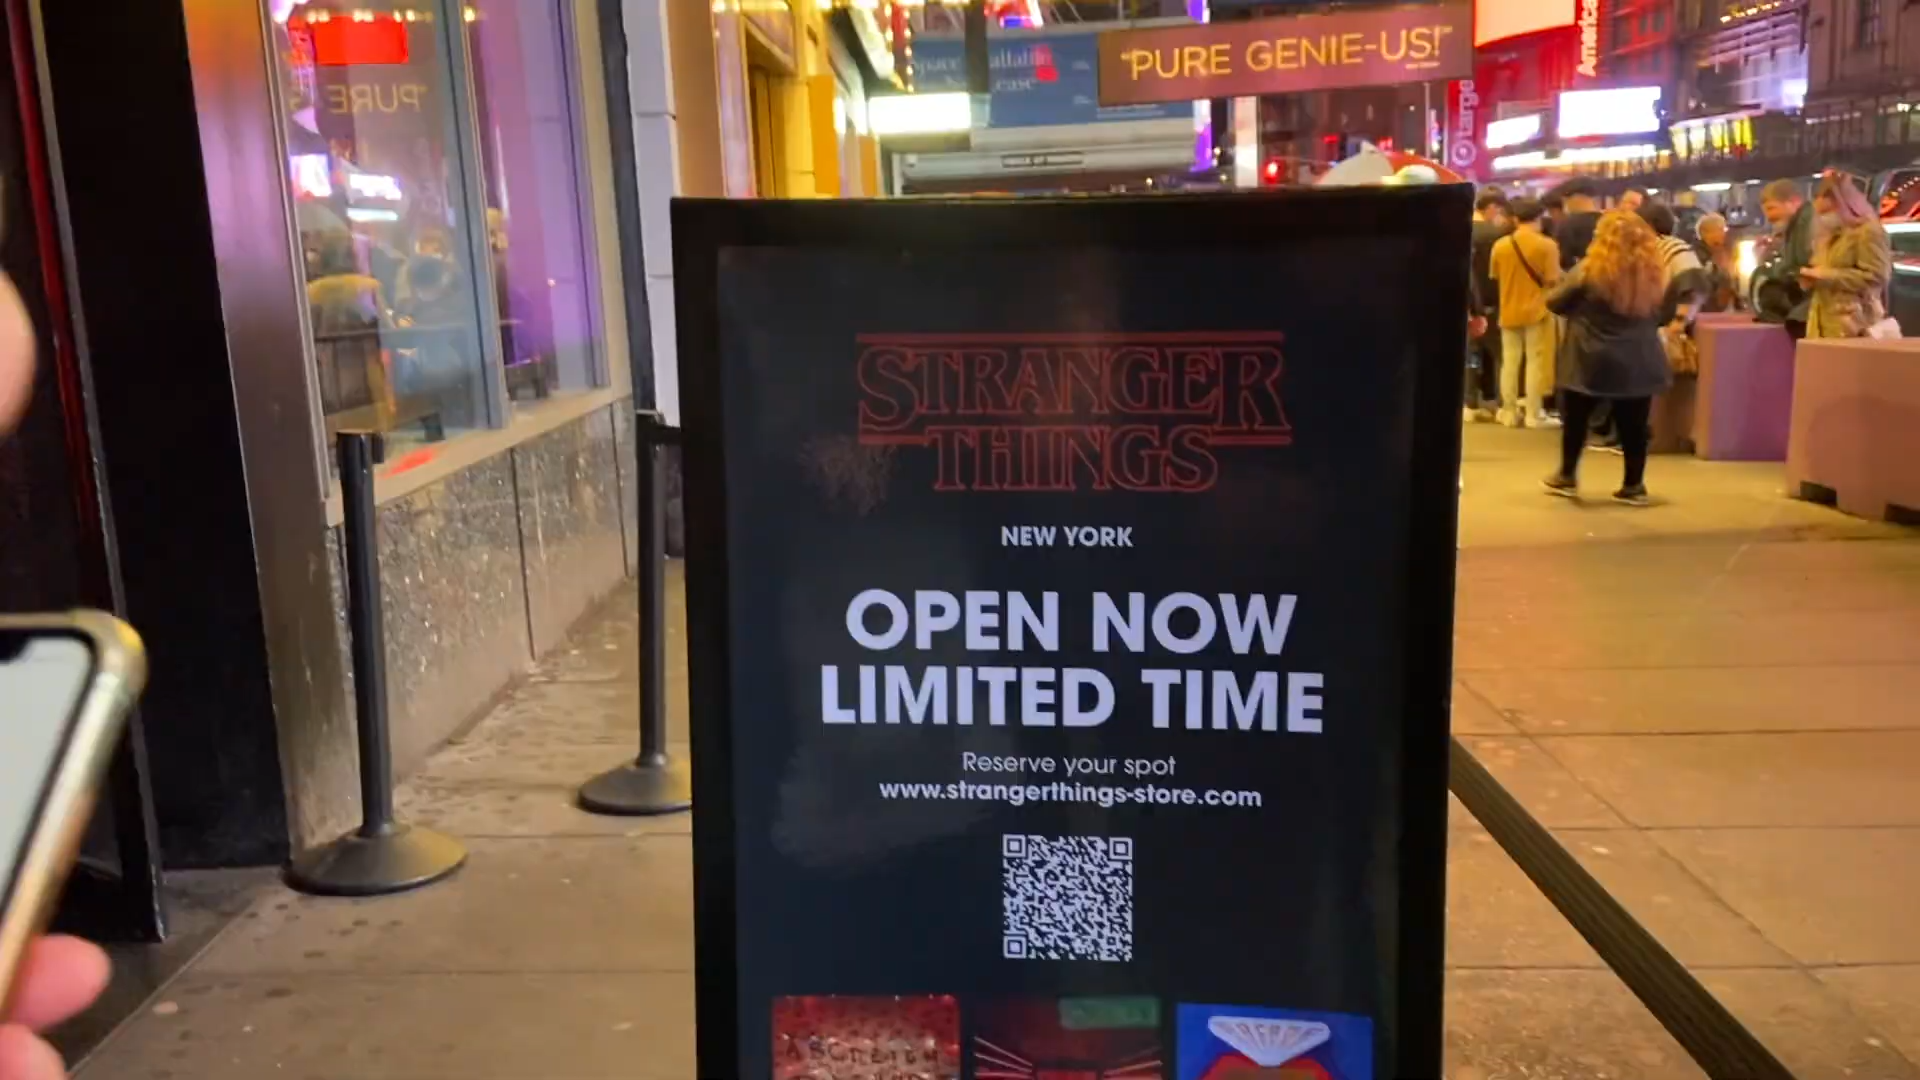 "PURE GENIE-US!"
STRANGER
THINGS
NEW YORK
OPEN NOW
LIMITED TIME
Reserve your spot
www.strangerthings-store.com